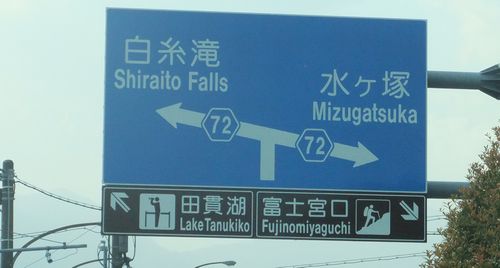 白糸滝
Shiraito Falls
水ヶ塚
Mizugatsuka
72
72
田貫湖
Lake Tanukiko
富士宮口
Fujinomiyaguchi